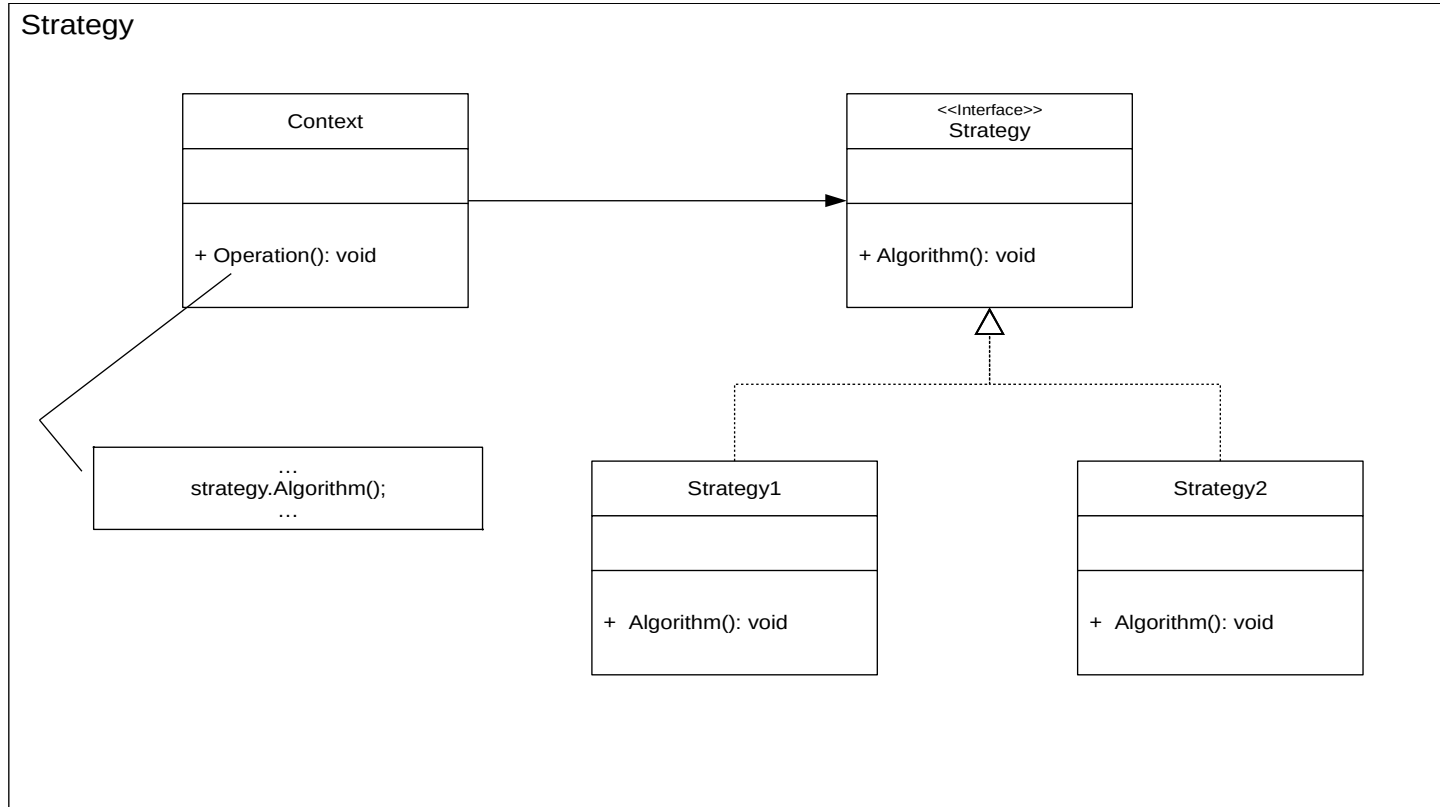 Strategy
Context
<<Interface>>
Strategy
+ Operation(): void
+ Algorithm(): void
...
strategy.Algorithm();
...
Strategy1
Strategy2
+  Algorithm(): void
+  Algorithm(): void